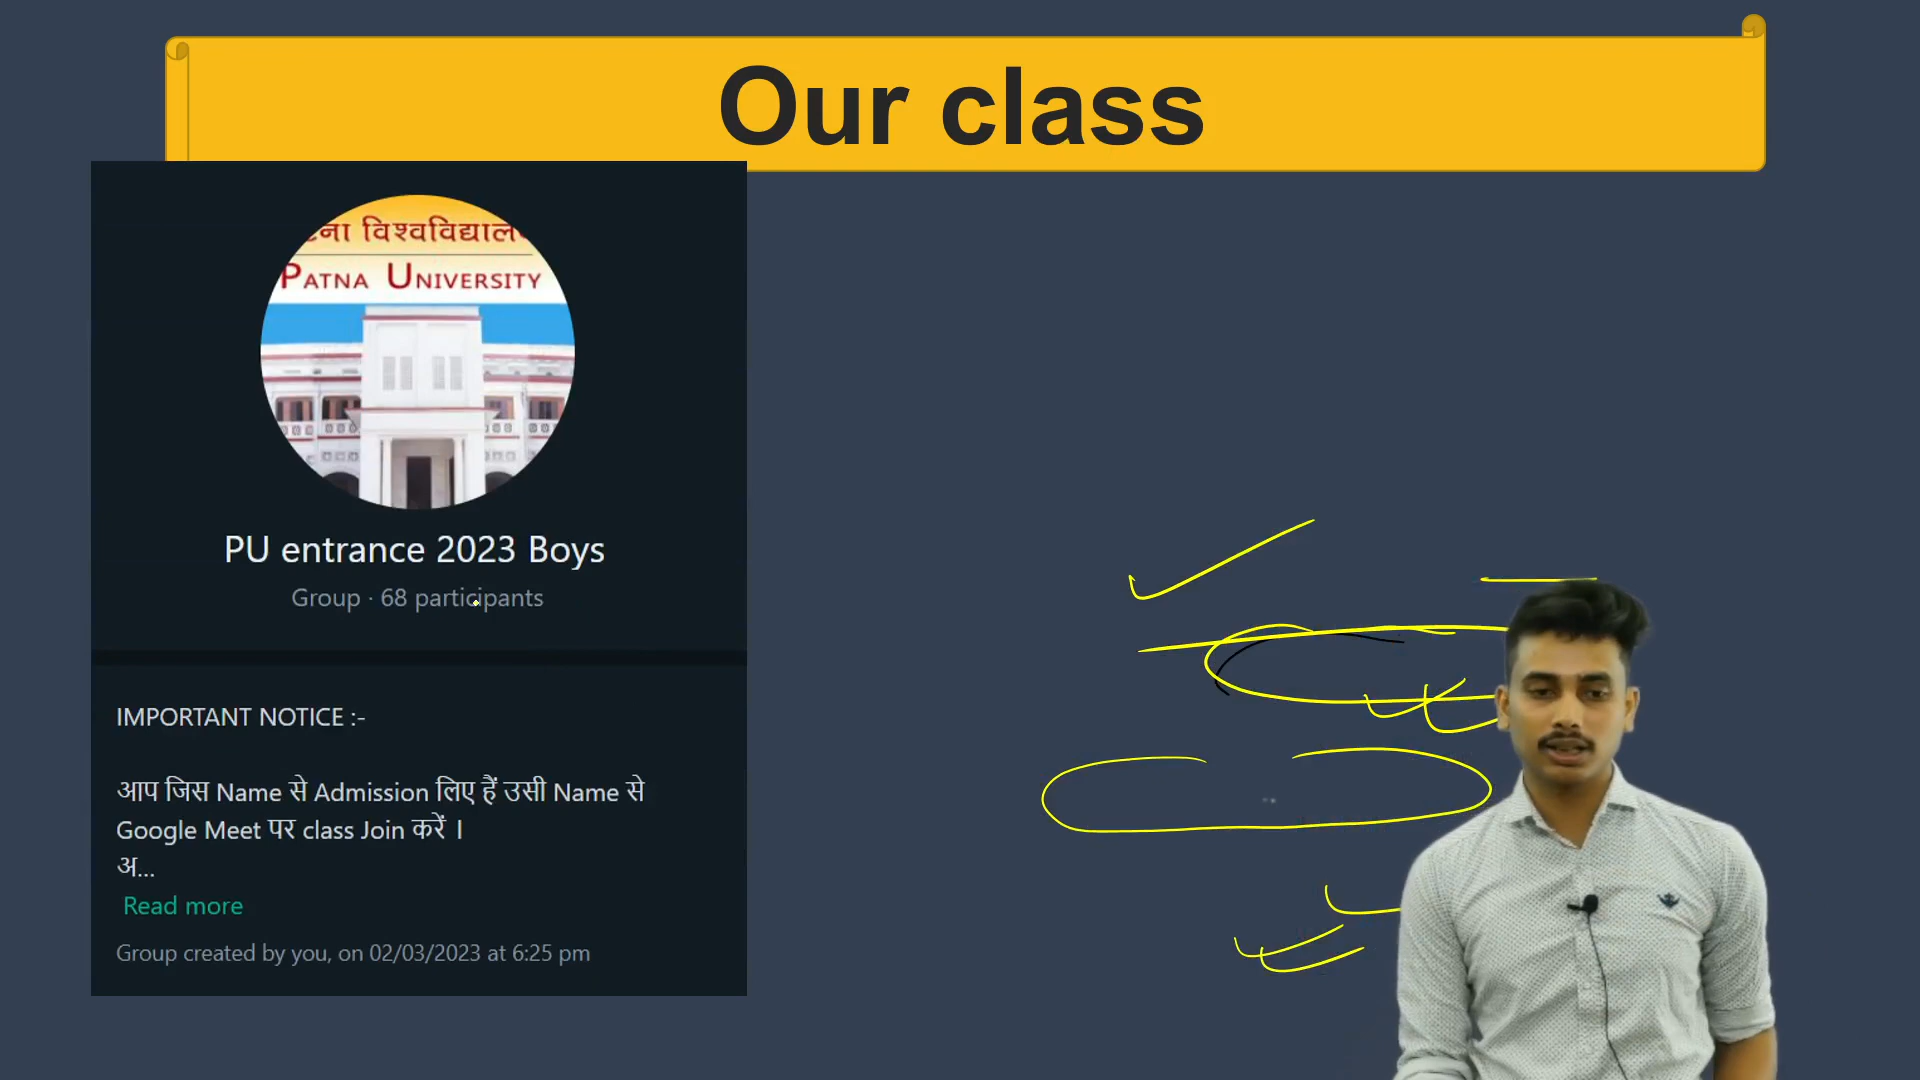 Our class
विश्वविद्याल
PATNA UNIVERSITY
PU entrance 2023 Boys
Group · 68 participants
IMPORTANT NOTICE :-
आप जिस Name से Admission लिए हैं उसी Name से
Google Meet पर class Join करें ।
अ...
Read more
Group created by you, on 02/03/2023 at 6:25 pm